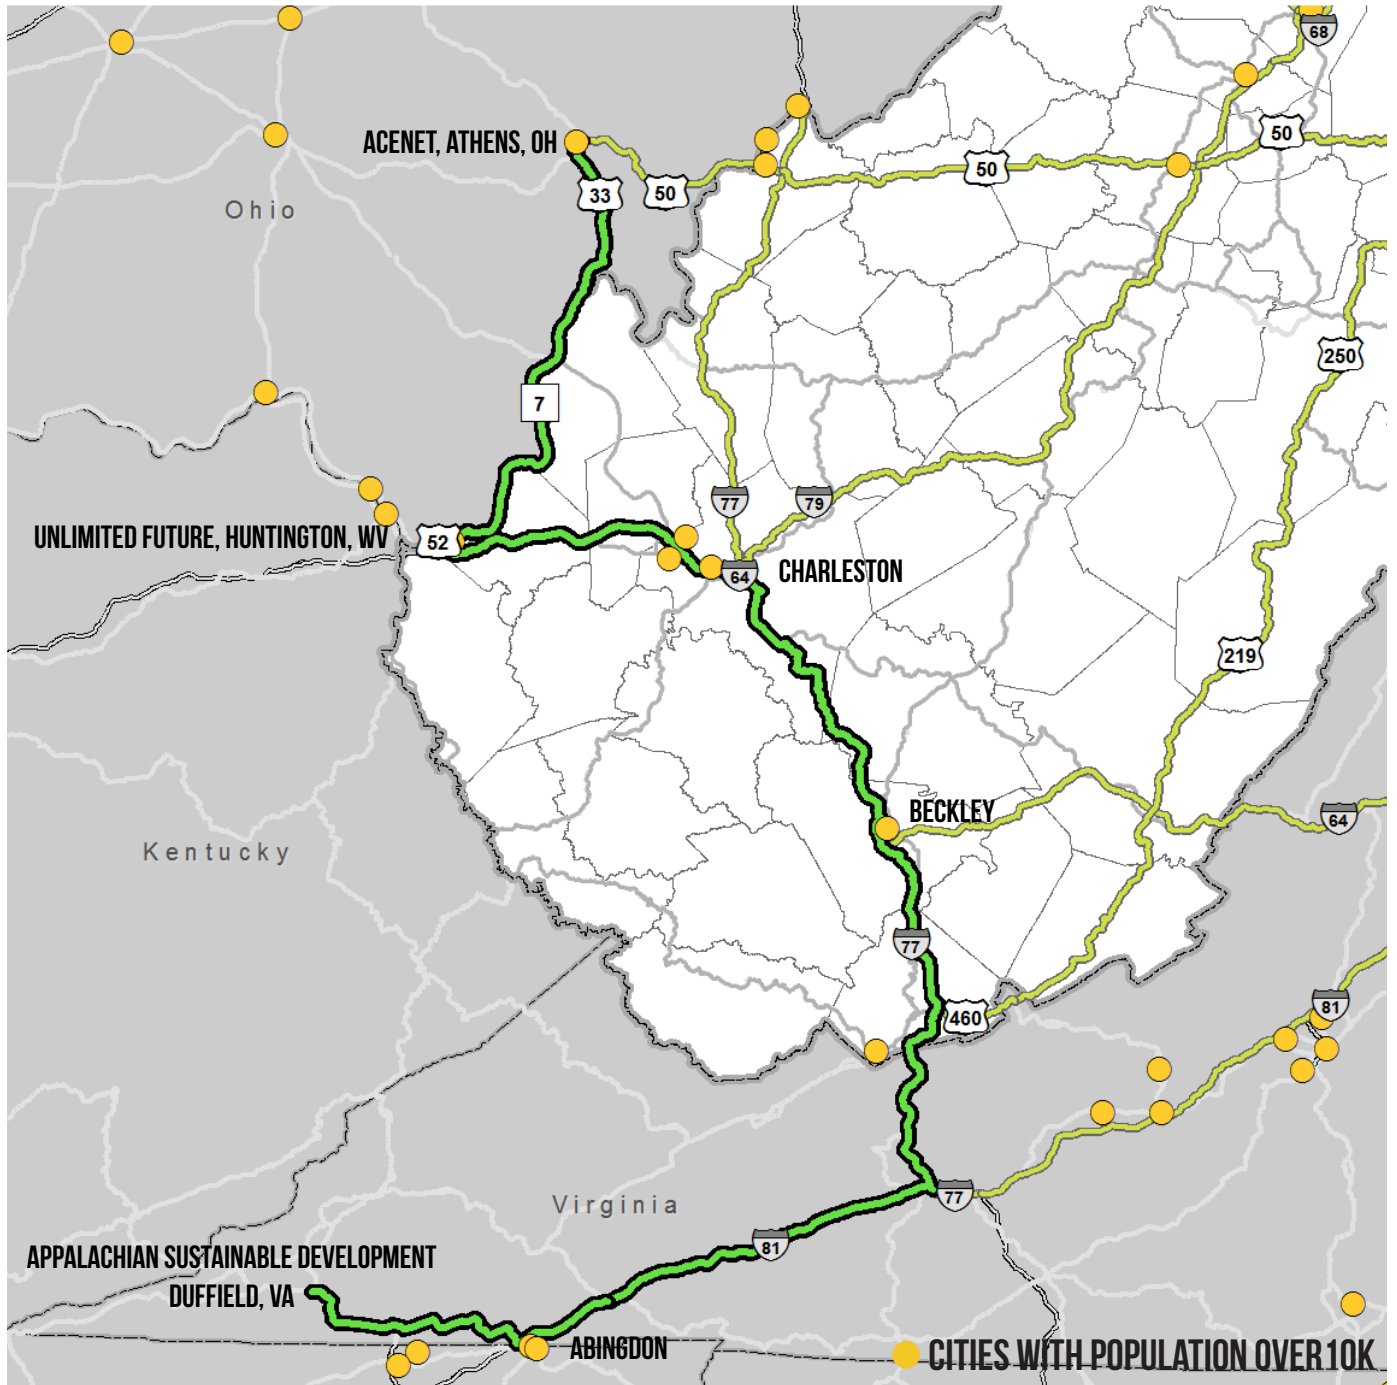 68
50
ACENET, ATHENS, OH
50
33
50
Ohio
250
7
77
79
UNLIMITED FUTURE, HUNTINGTON, WV
52
64
CHARLESTON
219
BECKLEY
64
Kentucky
77
81
460
Virginia
77
81
APPALACHIAN SUSTAINABLE DEVELOPMENT
DUFFIELD, VA
ABINGDON
CITIES WITH POPULATION OVER 10K